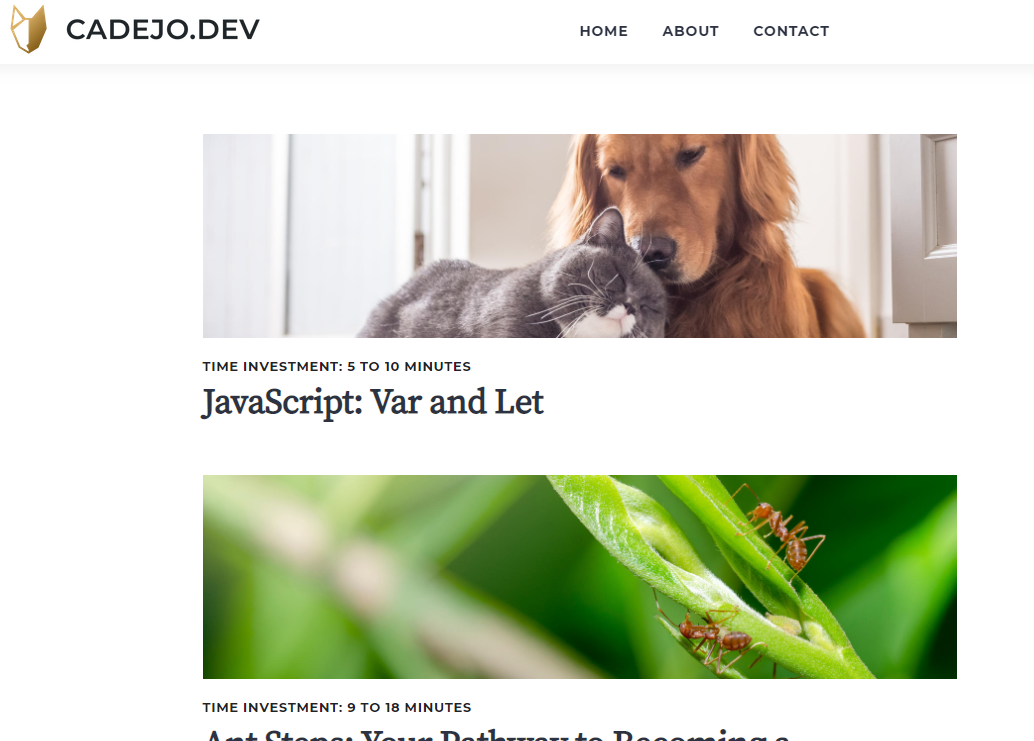 CADEJO.DEV
HOME ABOUT CONTACT
TIME INVESTMENT: 5 TO 10 MINUTES
JavaScript: Var and Let
TIME INVESTMENT: 9 TO 18 MINUTES
Ant Steps: Your Pathway to Becoming a